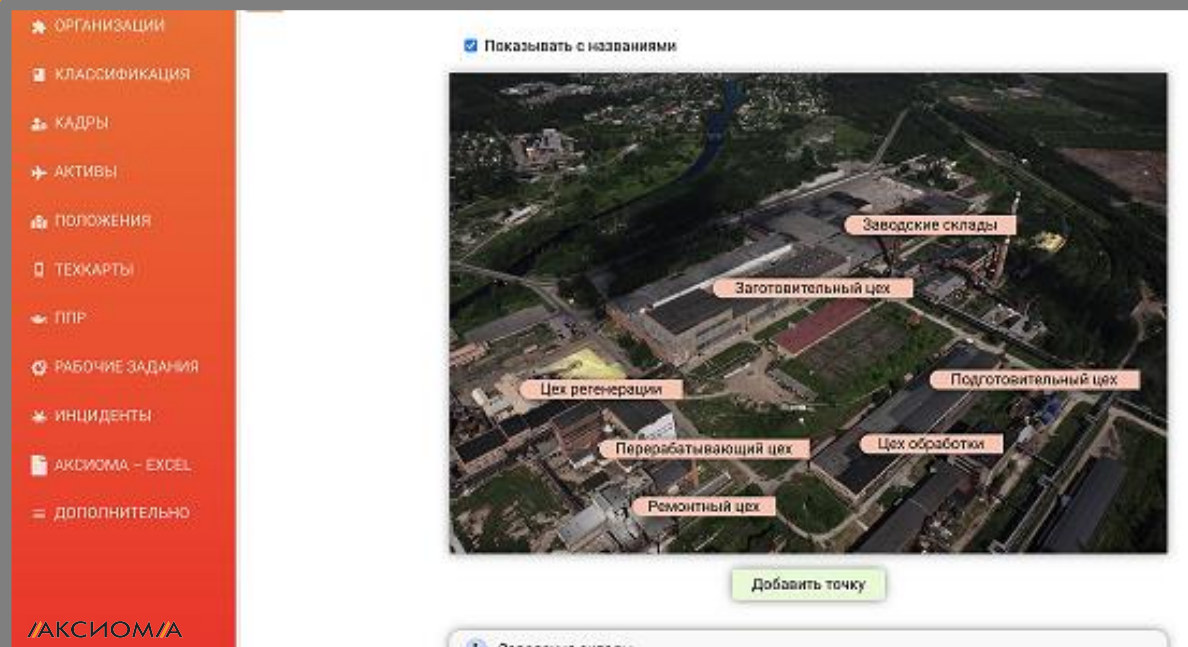 ОРГАНИЗАЦИИ
КЛАССИФИКАЦИЯ
КАДРЫ
АКТИВЫ
ПОЛОЖЕНИЯ
ТЕХКАРТЫ
ППР
РАБОЧИЕ ЗАДАНИЯ
ИНЦИДЕНТЫ
АКСИОМА – EXCEL
ДОПОЛНИТЕЛЬНО
АКСИОМА
Показывать с названиями
Заводские склады
Заготовительный цех
Подготовительный цех
Цех регенерации
Цех обработки
Перерабатывающий цех
Ремонтный цех
Добавить точку